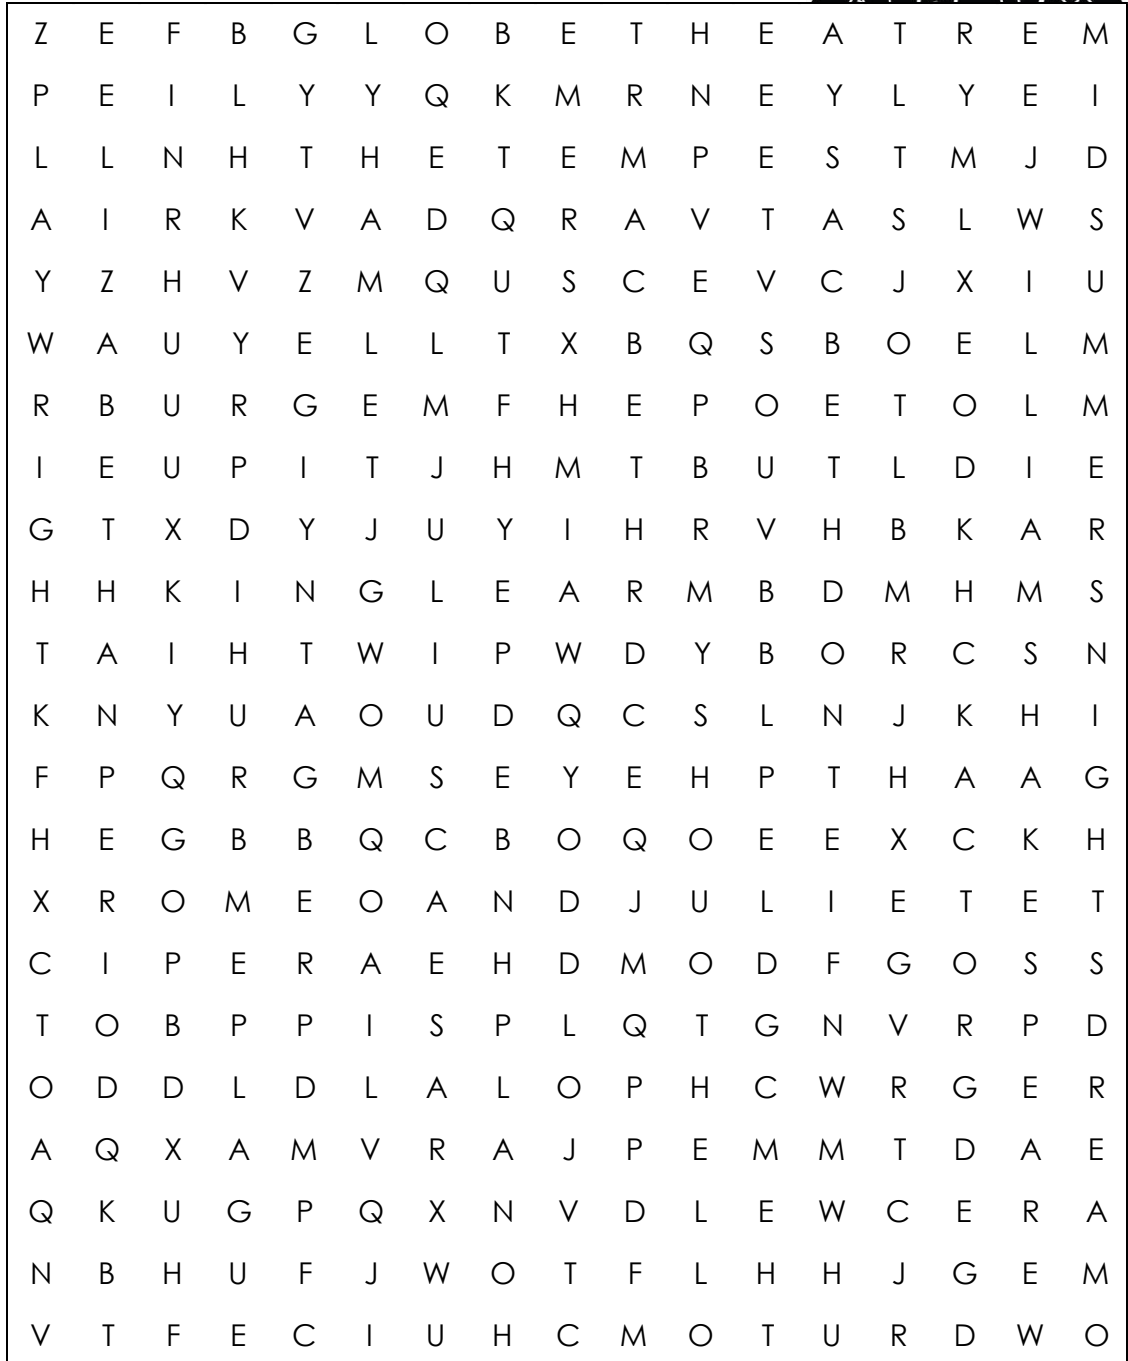 Z E F B G L O B E T H E A T R E M
P E I L Y Y Q K M R N E Y L Y E I
L L N H T H E T E M P E S T M J D
A I R K V A D Q R A V T A S L W S
Y Z H V Z M Q U S C E V C J X I U
W A U Y E L L T X B Q S B O E L M
R B U R G E M F H E P O E T O L M
I E U P I T J H M T B U T L D I E
G T X D Y J U Y I H R V H B K A R
H H K I N G L E A R M B D M H M S
T A I H T W I P W D Y B O R C S N
K N Y U A O U D Q C S L N J K H I
F P Q R G M S E Y E H P T H A A G
H E G B B Q C B O Q O E E X C K H
X R O M E O A N D J U L I E T E T
C I P E R A E H D M O D F G O S S
T O B P P I S P L Q T G N V R P D
O D D L D L A L O P H C W R G E R
A Q X A M V R A J P E M M T D A E
Q K U G P Q X N V D L E W C E R A
N B H U F J W O T F L H H J G E M
V T F E C I U H C M O T U R D W O